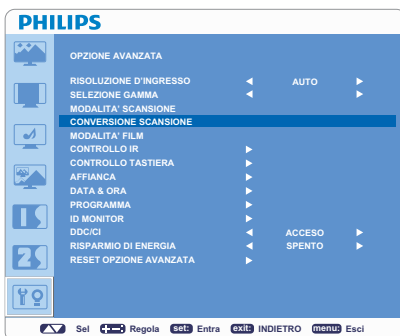 PHILIPS
OPZIONE AVANZATA
RISOLUZIONE D'INGRESSO AUTO
SELEZIONE GAMMA
MODALITA' SCANSIONE
CONVERSIONE SCANSIONE
MODALITA' FILM
CONTROLLO IR
CONTROLLO TASTIERA
AFFIANCA
DATA & ORA
PROGRAMMA
ID MONITOR
DDC/CI ACCESO
RISPARMIO DI ENERGIA SPENTO
RESET OPZIONE AVANZATA
Sel Regola set: Entra exit: INDIETRO menu: Esci